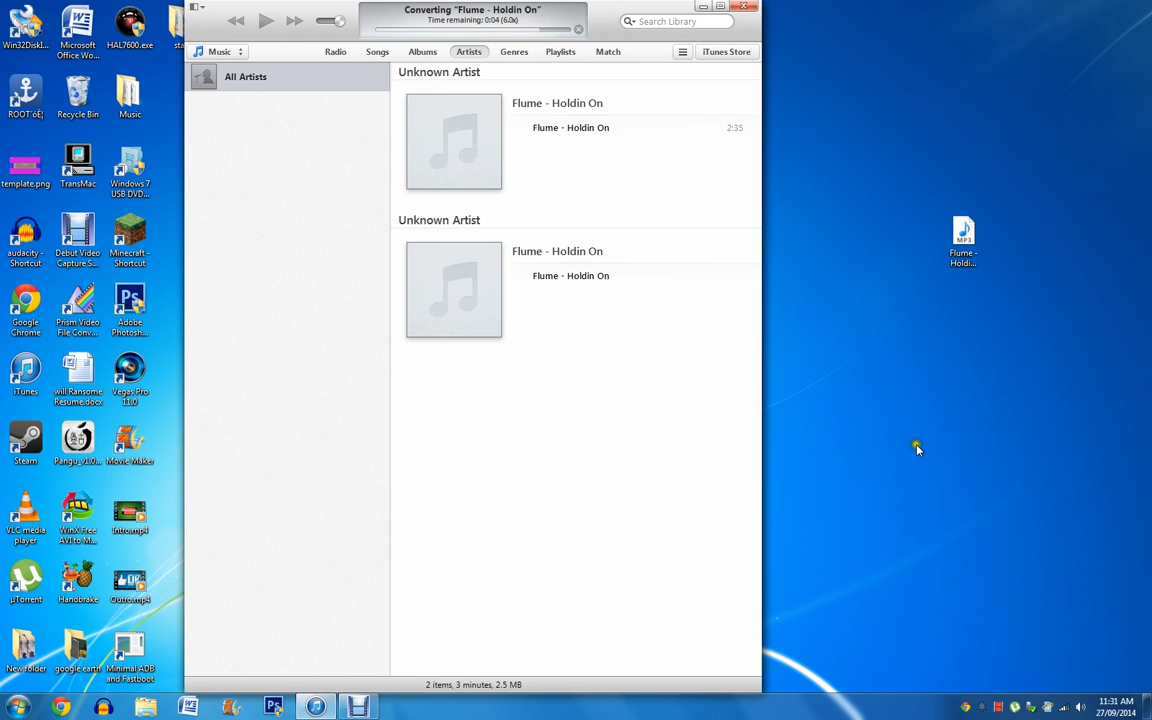 Converting "Flume - Holdin On"
Time remaining: 0:04 (6.0x)
Search Library
Music
Radio
Songs
Albums
Artists
Genres
Playlists
Match
iTunes Store
All Artists
Unknown Artist
Flume - Holdin On
Flume - Holdin On
2:35
Unknown Artist
Flume - Holdin On
Flume - Holdin On
2 items, 3 minutes, 2.5 MB
Win32Diskl...
Microsoft
Office Wo...
HAL7600.exe
Recycle Bin
Music
template.png
TransMac
Windows 7
USB DVD...
audacity -
Shortcut
Debut Video
Capture S...
Minecraft -
Shortcut
Google
Chrome
Prism Video
File Conv...
Adobe
Photosh...
iTunes
will Ransome
Resume.docx
Vegas Pro
11.0
Steam
Pangu_v1.0...
Movie Maker
VLC media
player
WinX Free
AVI to M...
Intro.mp4
µTorrent
Handbrake
Outro.mp4
New folder
google earth
Minimal ADB
and Fastboot
MP3
Flume -
Holdi...
11:31 AM
27/09/2014